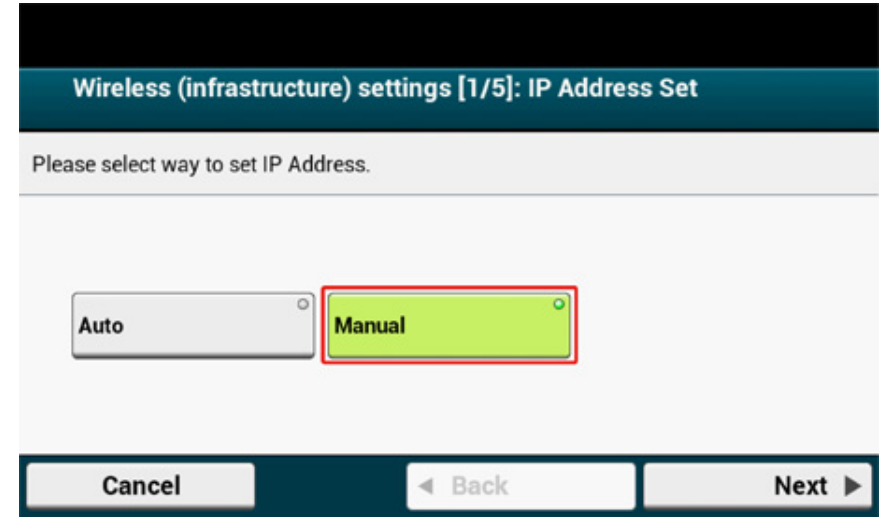 Wireless (infrastructure) settings [1/5]: IP Address Set
Please select way to set IP Address.
Auto
Manual
Cancel
Back
Next